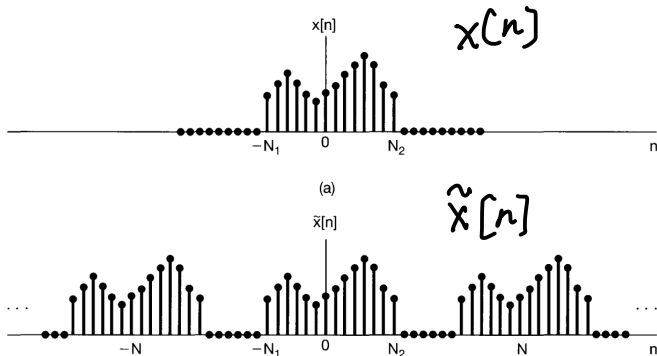 x[n]
x[n]
−N₁ 0 N₂ n
(a)
x̃[n]
x̃[n]
. . . . . .
−N −N₁ 0 N₂ N n